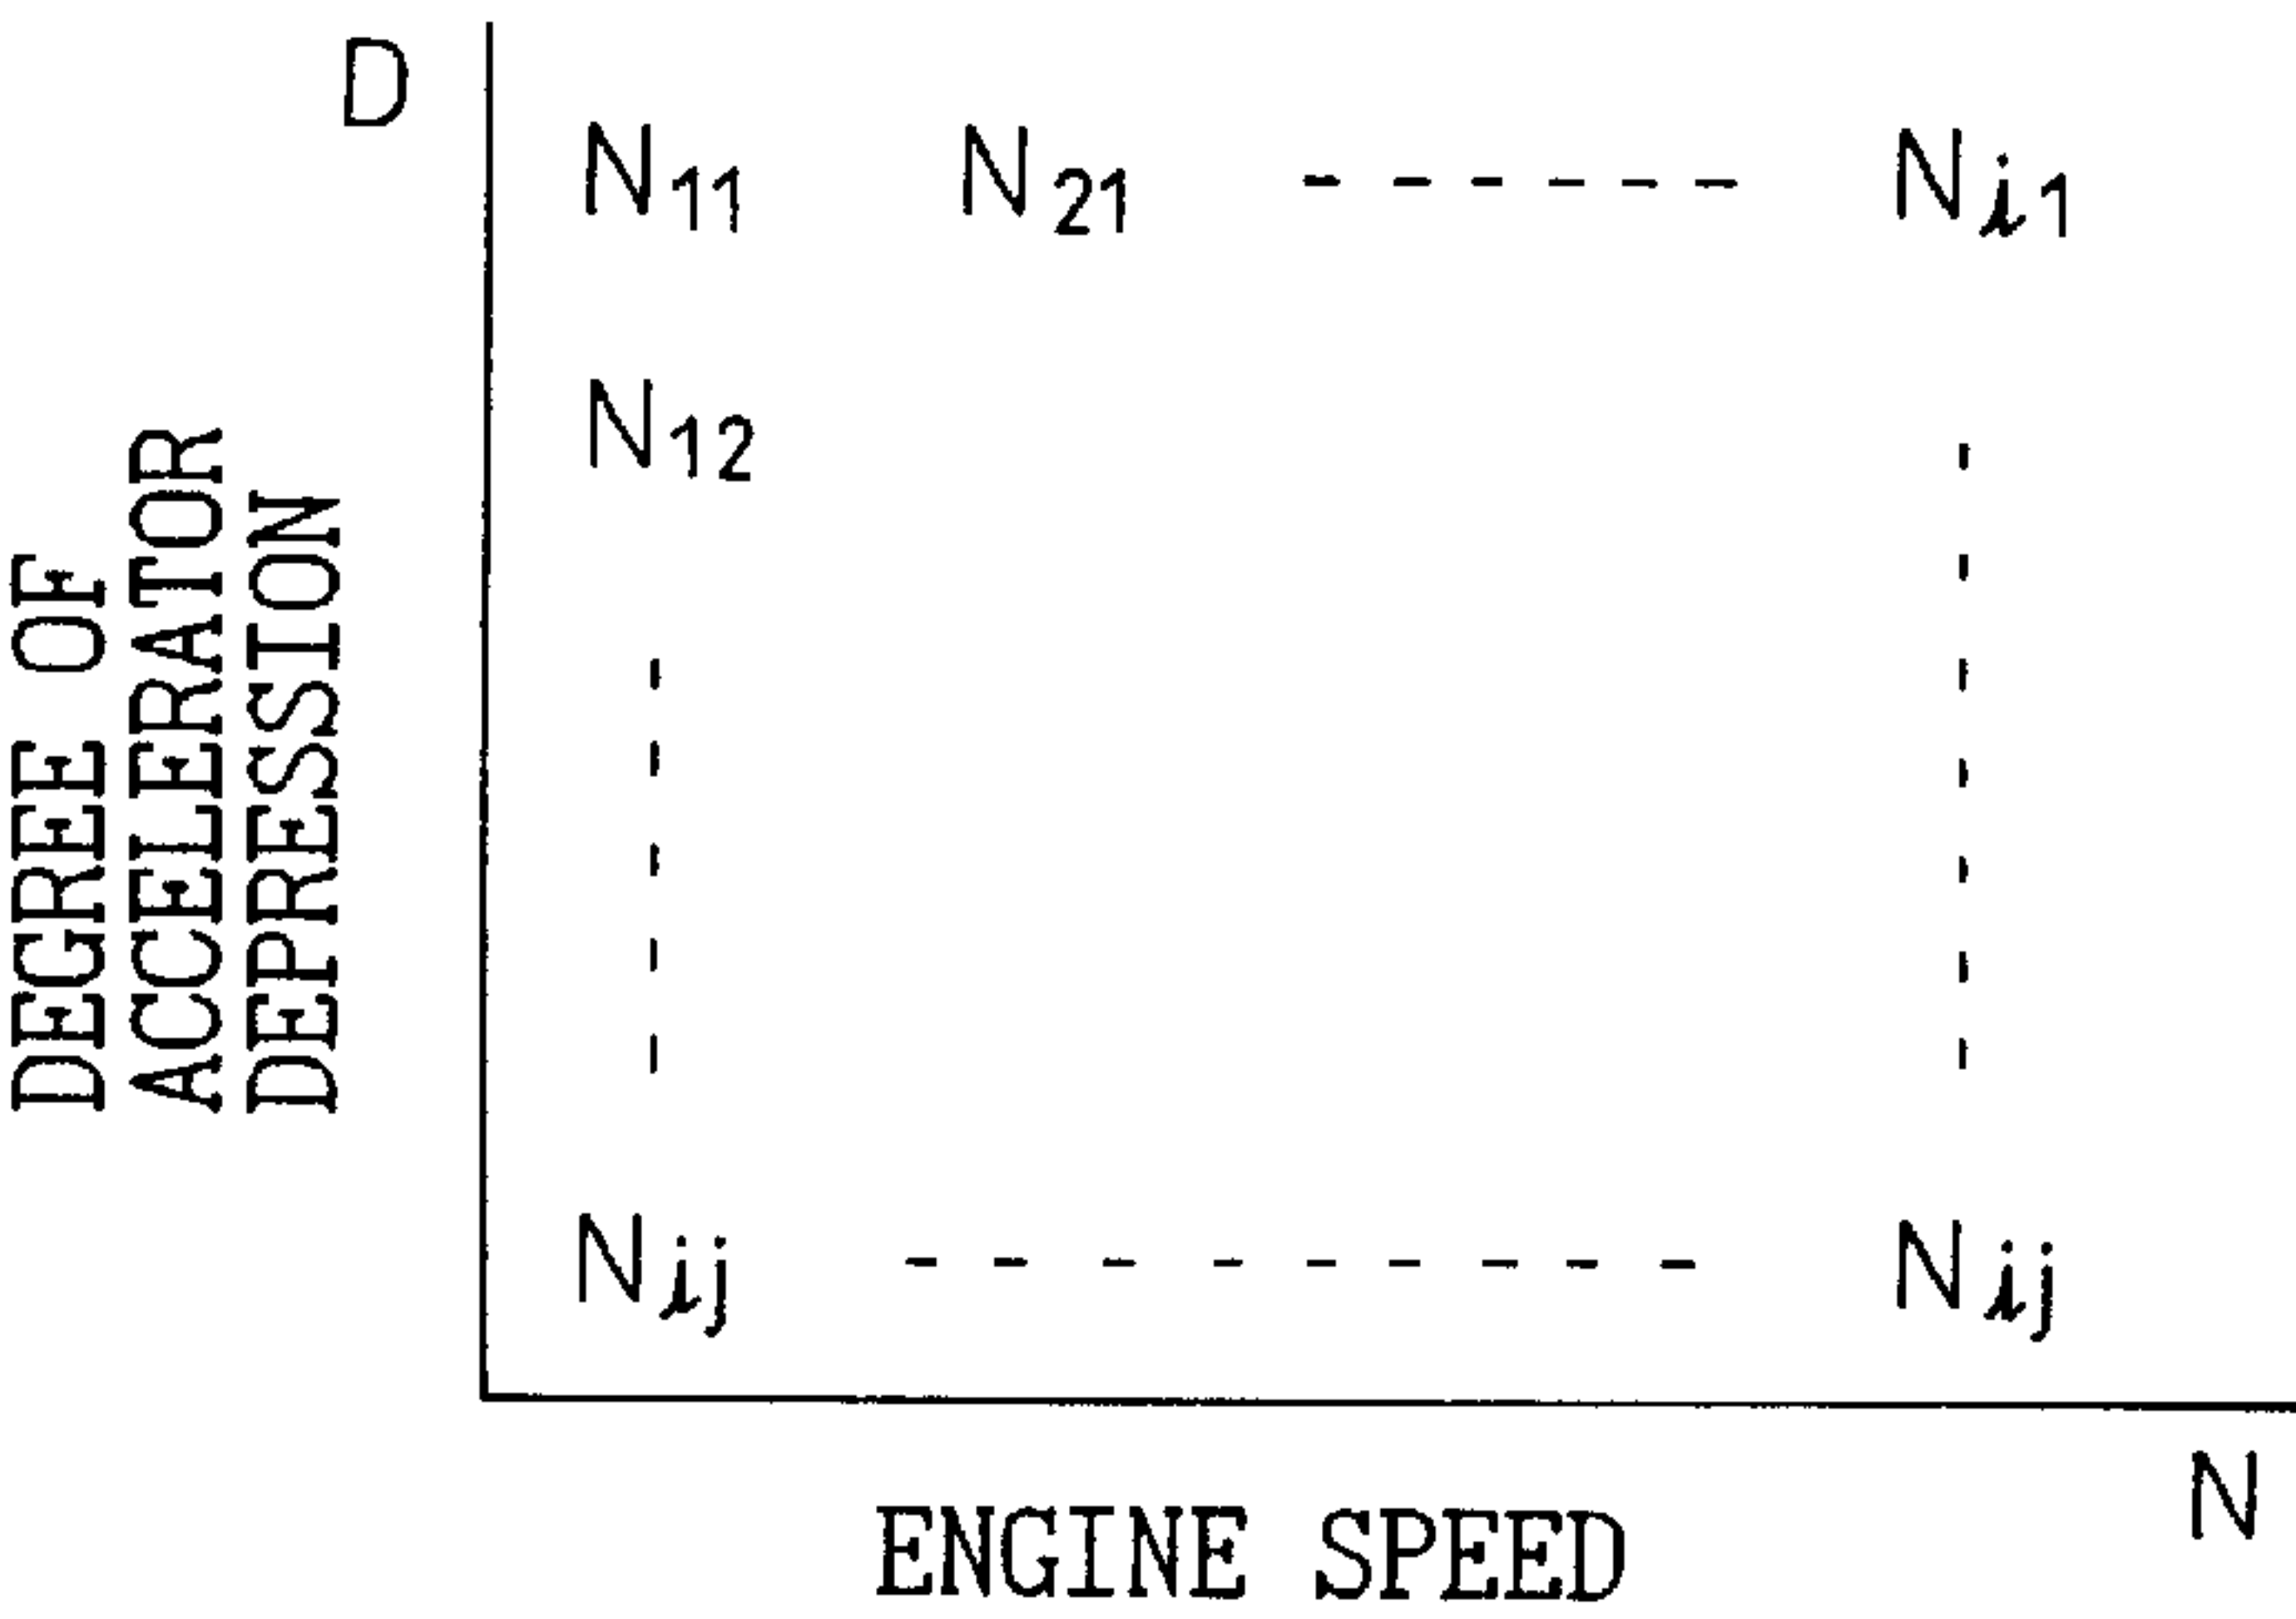 D
N11 N21 Ni1
N12
DEGREE OF
ACCELERATOR
DEPRESSION
Nij Nij
N
ENGINE SPEED